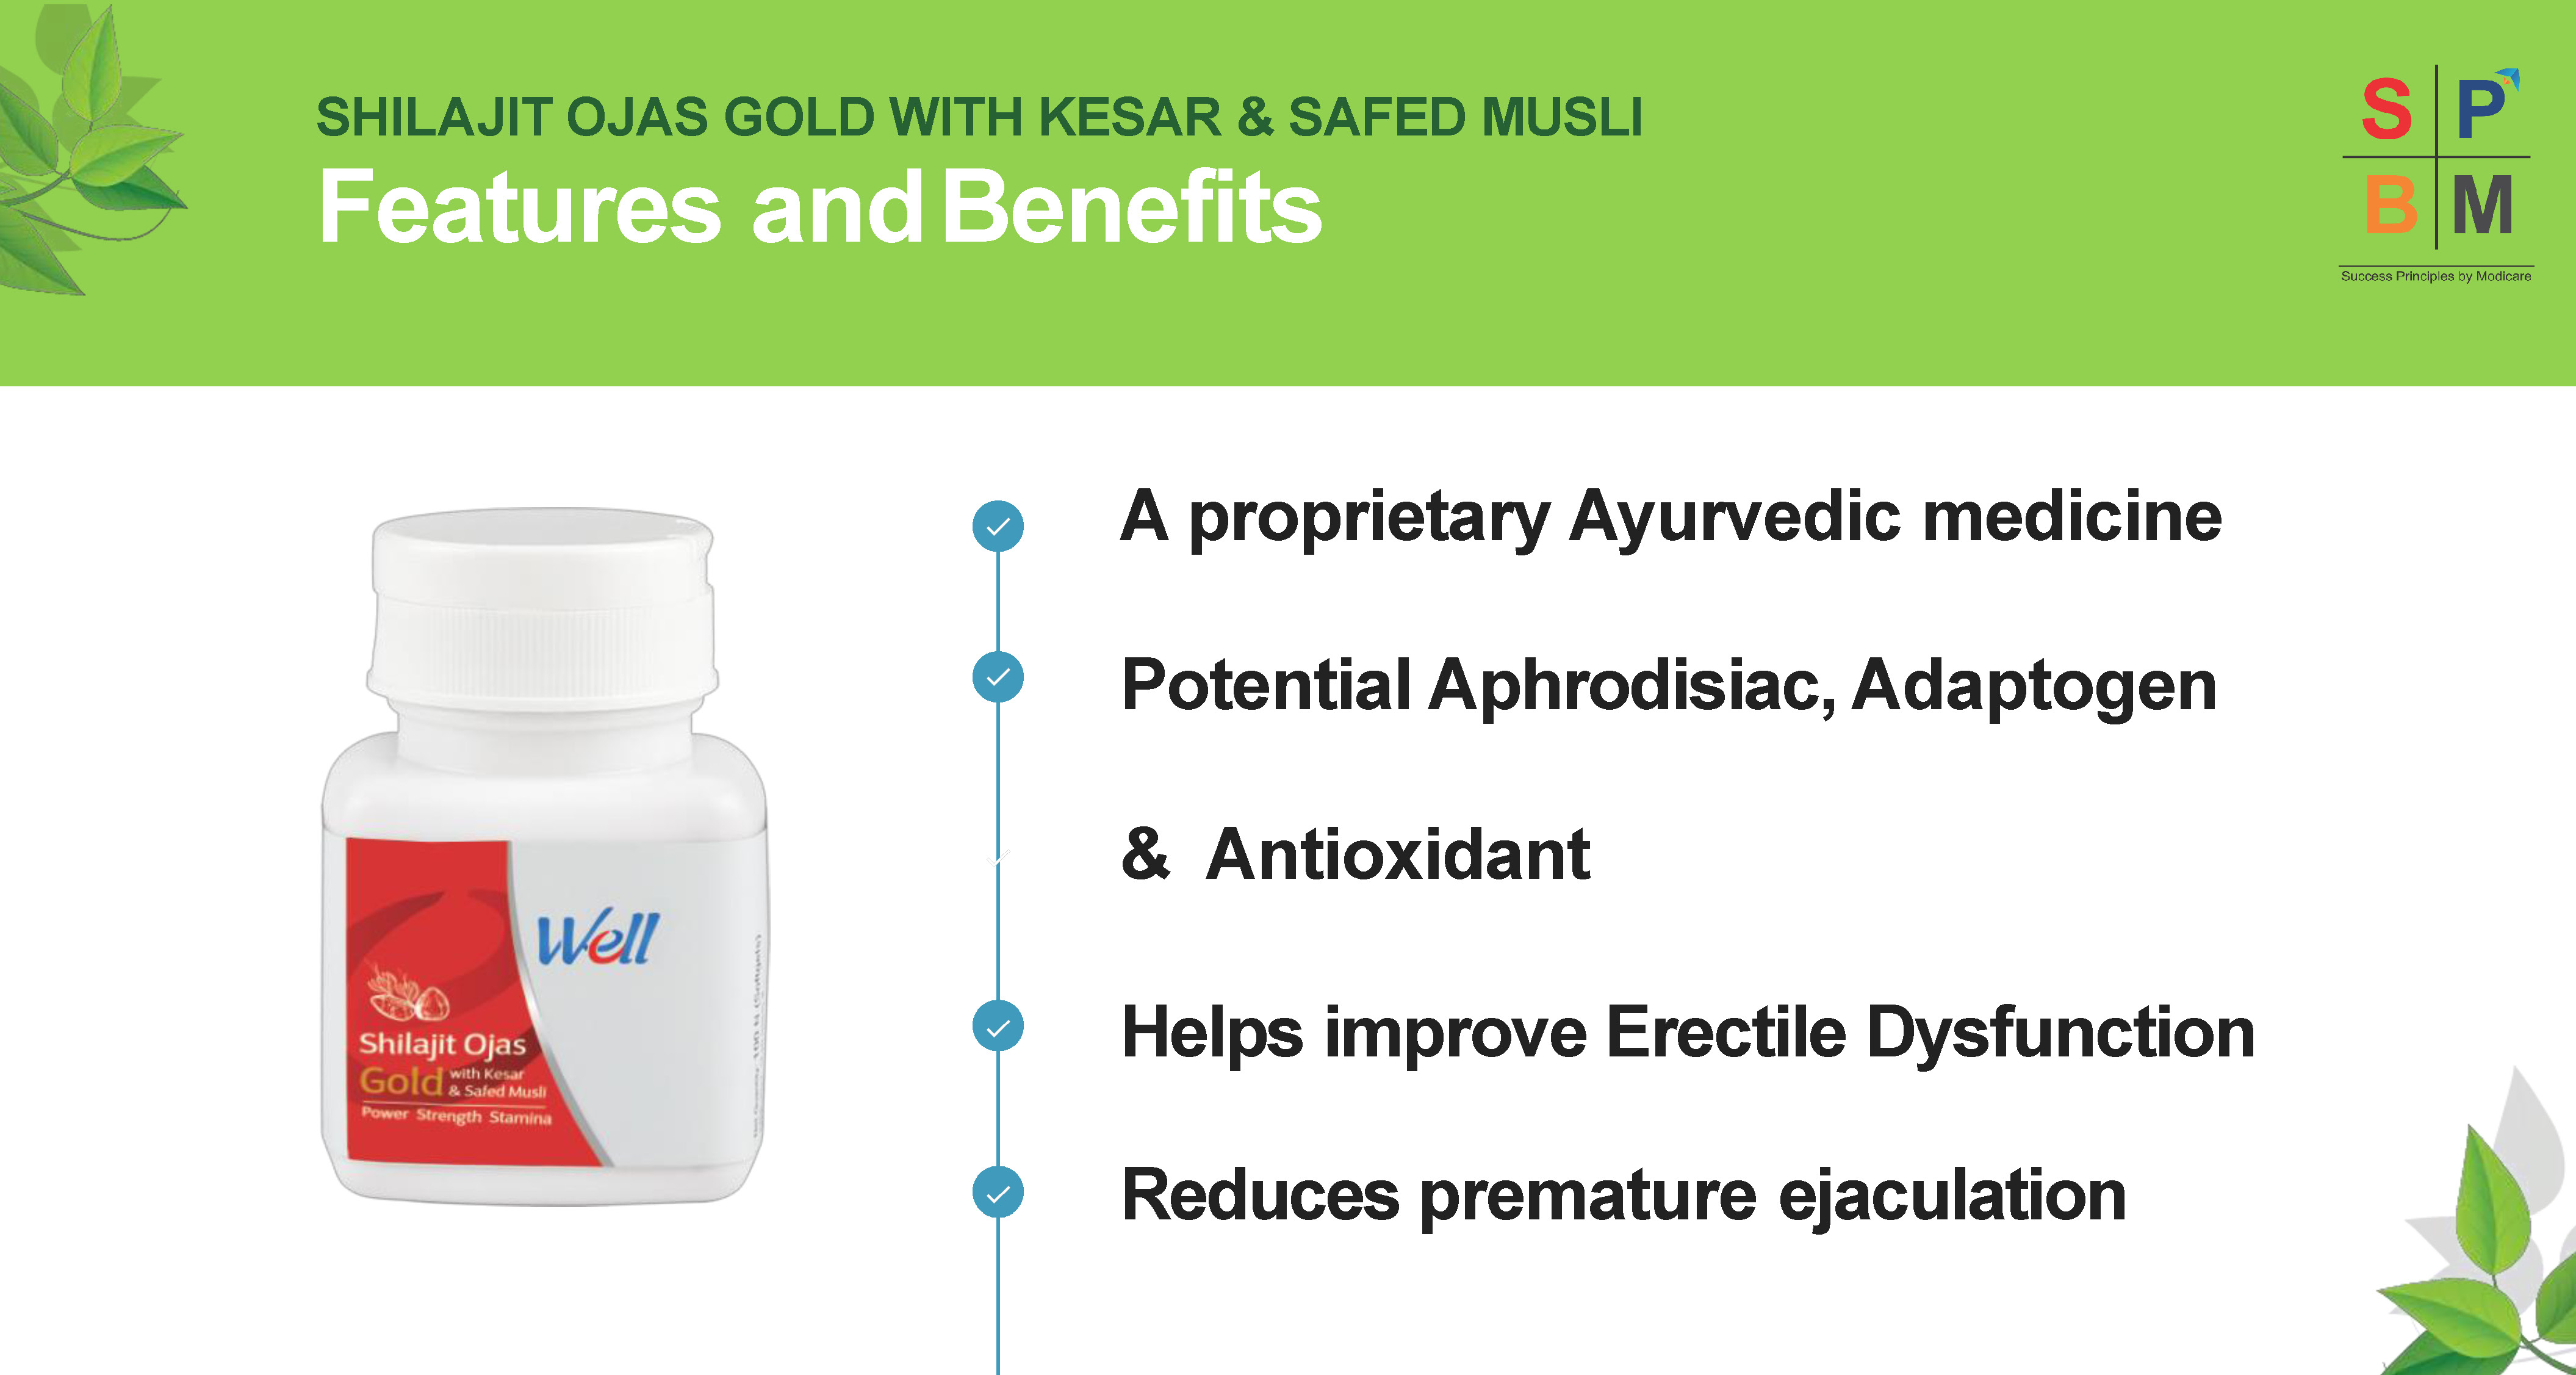 SHILAJIT OJAS GOLD WITH KESAR & SAFED MUSLI
Features and Benefits
S P
B M
Success Principles by Modicare
A proprietary Ayurvedic medicine
Potential Aphrodisiac, Adaptogen
& Antioxidant
Helps improve Erectile Dysfunction
Reduces premature ejaculation
Well
Shilajit Ojas
Gold with Kesar
& Safed Musli
Power Strength Stamina